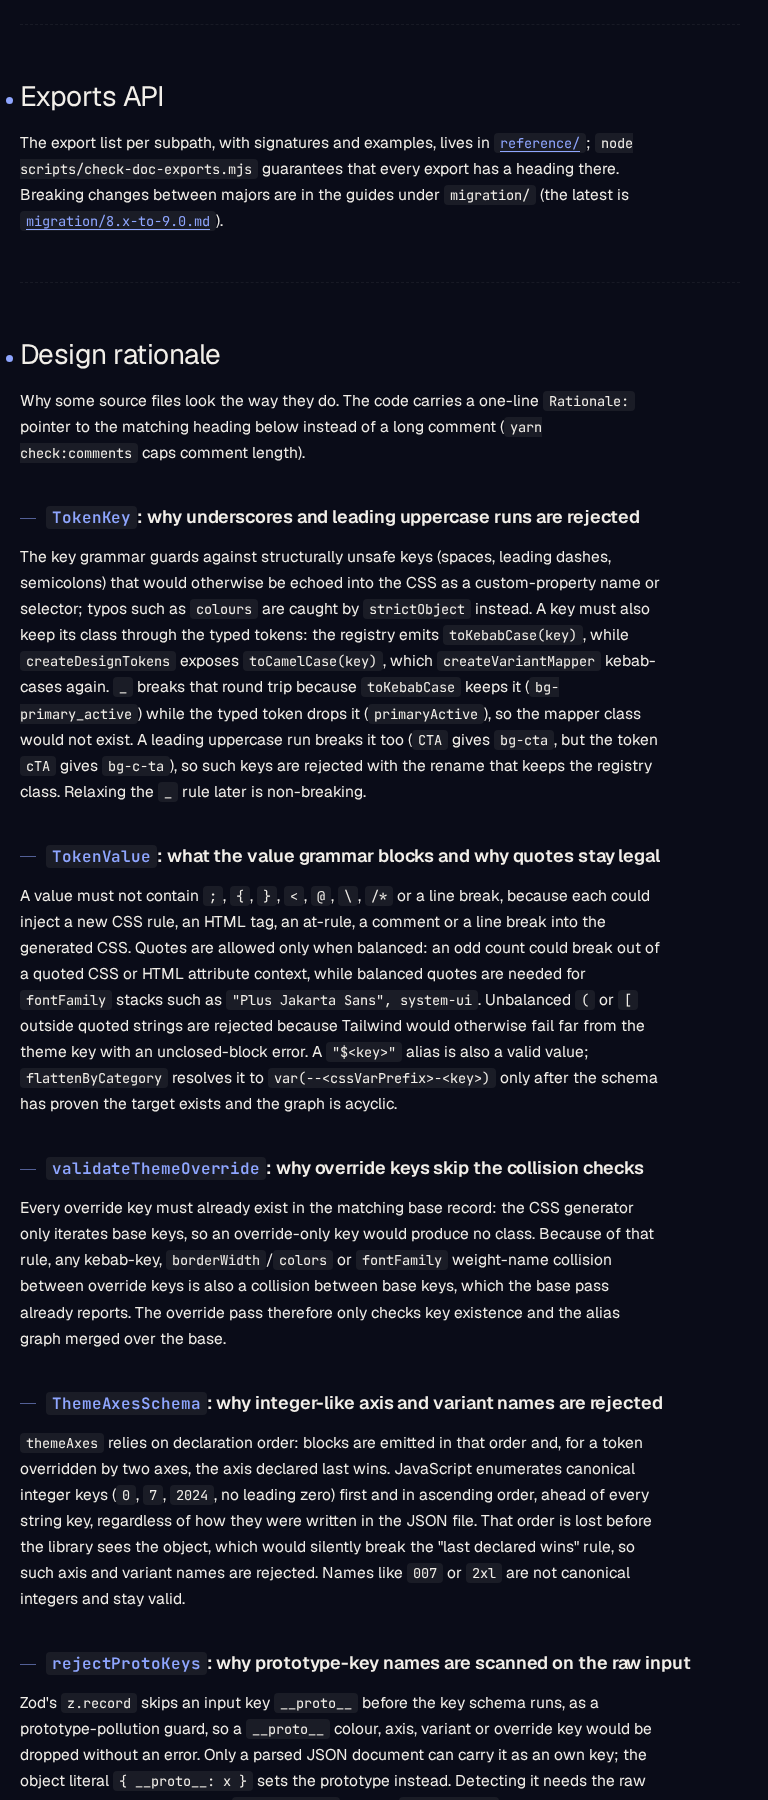 Exports API
The export list per subpath, with signatures and examples, lives in reference/ ; node
scripts/check-doc-exports.mjs guarantees that every export has a heading there.
Breaking changes between majors are in the guides under migration/ (the latest is
migration/8.x-to-9.0.md ).
Design rationale
Why some source files look the way they do. The code carries a one-line Rationale:
pointer to the matching heading below instead of a long comment ( yarn
check:comments caps comment length).
— TokenKey : why underscores and leading uppercase runs are rejected
The key grammar guards against structurally unsafe keys (spaces, leading dashes,
semicolons) that would otherwise be echoed into the CSS as a custom-property name or
selector; typos such as colours are caught by strictObject instead. A key must also
keep its class through the typed tokens: the registry emits toKebabCase(key) , while
createDesignTokens exposes toCamelCase(key) , which createVariantMapper kebab-
cases again. _ breaks that round trip because toKebabCase keeps it ( bg-
primary_active ) while the typed token drops it ( primaryActive ), so the mapper class
would not exist. A leading uppercase run breaks it too ( CTA gives bg-cta , but the token
cTA gives bg-c-ta ), so such keys are rejected with the rename that keeps the registry
class. Relaxing the _ rule later is non-breaking.
— TokenValue : what the value grammar blocks and why quotes stay legal
A value must not contain ; , { , } , < , @ , \ , /* or a line break, because each could
inject a new CSS rule, an HTML tag, an at-rule, a comment or a line break into the
generated CSS. Quotes are allowed only when balanced: an odd count could break out of
a quoted CSS or HTML attribute context, while balanced quotes are needed for
fontFamily stacks such as "Plus Jakarta Sans", system-ui . Unbalanced ( or [
outside quoted strings are rejected because Tailwind would otherwise fail far from the
theme key with an unclosed-block error. A "$<key>" alias is also a valid value;
flattenByCategory resolves it to var(--<cssVarPrefix>-<key>) only after the schema
has proven the target exists and the graph is acyclic.
— validateThemeOverride : why override keys skip the collision checks
Every override key must already exist in the matching base record: the CSS generator
only iterates base keys, so an override-only key would produce no class. Because of that
rule, any kebab-key, borderWidth / colors or fontFamily weight-name collision
between override keys is also a collision between base keys, which the base pass
already reports. The override pass therefore only checks key existence and the alias
graph merged over the base.
— ThemeAxesSchema : why integer-like axis and variant names are rejected
themeAxes relies on declaration order: blocks are emitted in that order and, for a token
overridden by two axes, the axis declared last wins. JavaScript enumerates canonical
integer keys ( 0 , 7 , 2024 , no leading zero) first and in ascending order, ahead of every
string key, regardless of how they were written in the JSON file. That order is lost before
the library sees the object, which would silently break the "last declared wins" rule, so
such axis and variant names are rejected. Names like 007 or 2xl are not canonical
integers and stay valid.
— rejectProtoKeys : why prototype-key names are scanned on the raw input
Zod's z.record skips an input key __proto__ before the key schema runs, as a
prototype-pollution guard, so a __proto__ colour, axis, variant or override key would be
dropped without an error. Only a parsed JSON document can carry it as an own key; the
object literal { __proto__: x } sets the prototype instead. Detecting it needs the raw